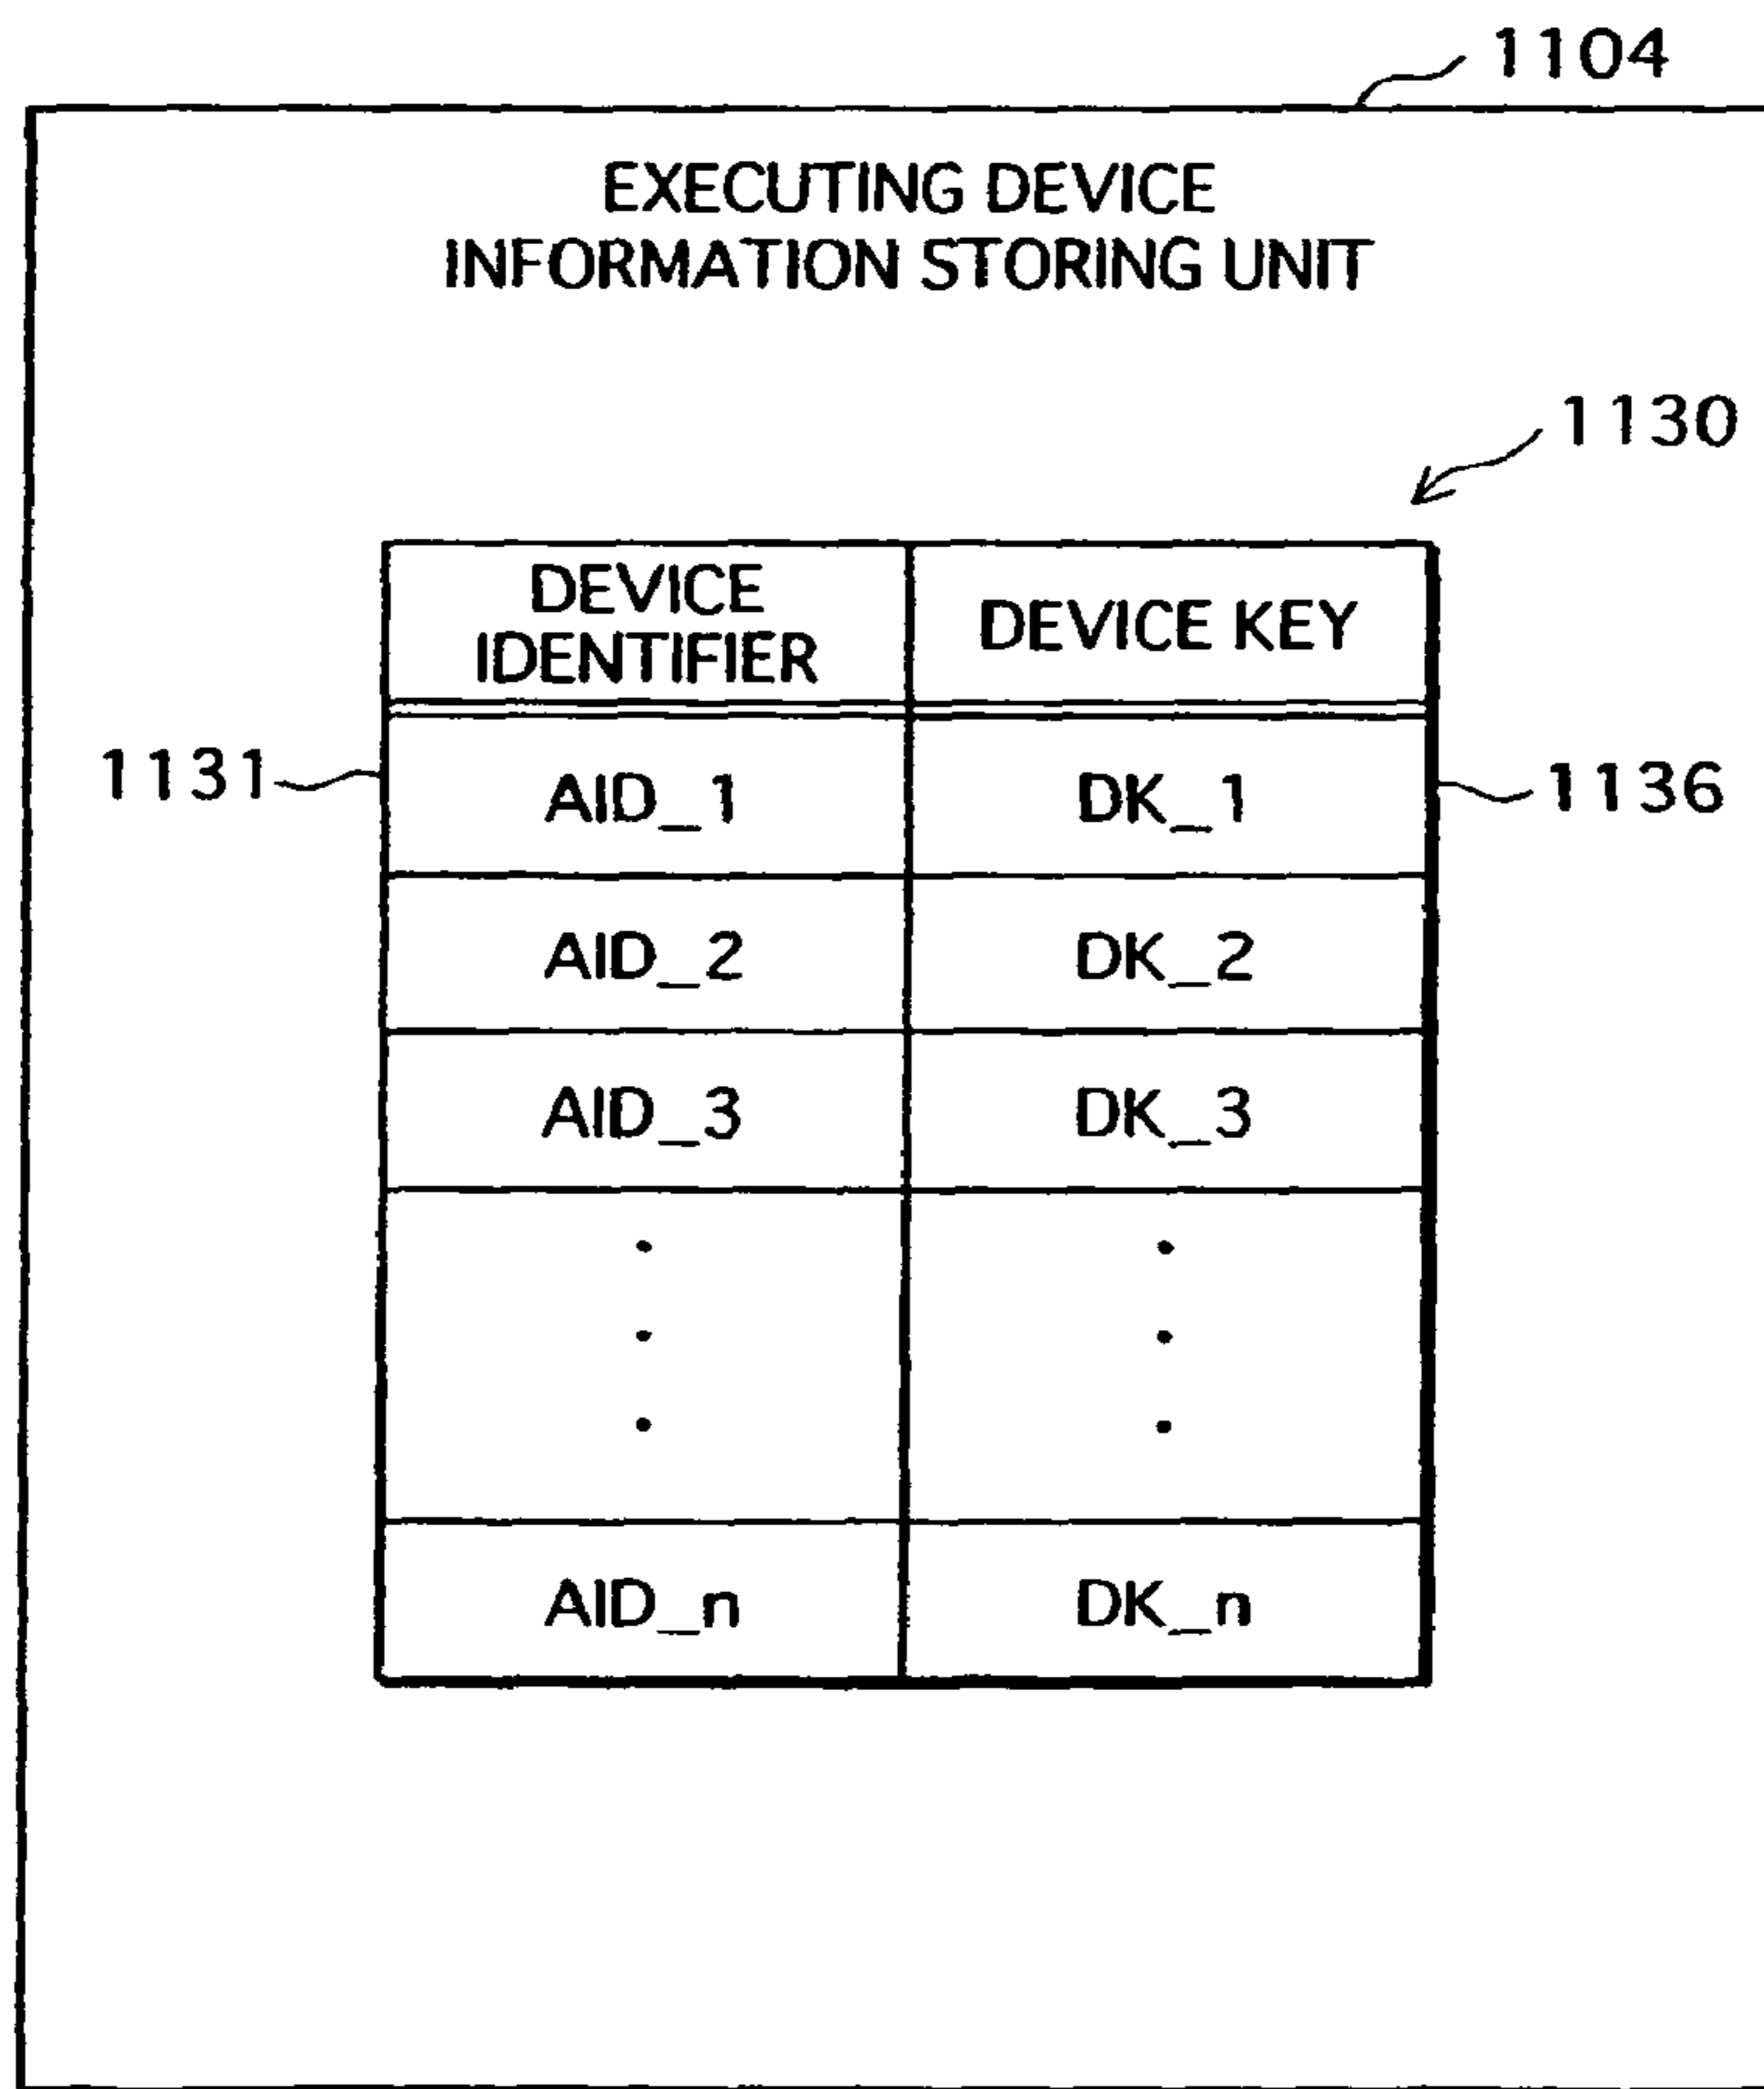 1104
EXECUTING DEVICE
INFORMATION STORING UNIT
1130
DEVICE
IDENTIFIER
DEVICE KEY
1131
AID_1
DK_1
1136
AID_2
DK_2
AID_3
DK_3
AID_n
DK_n